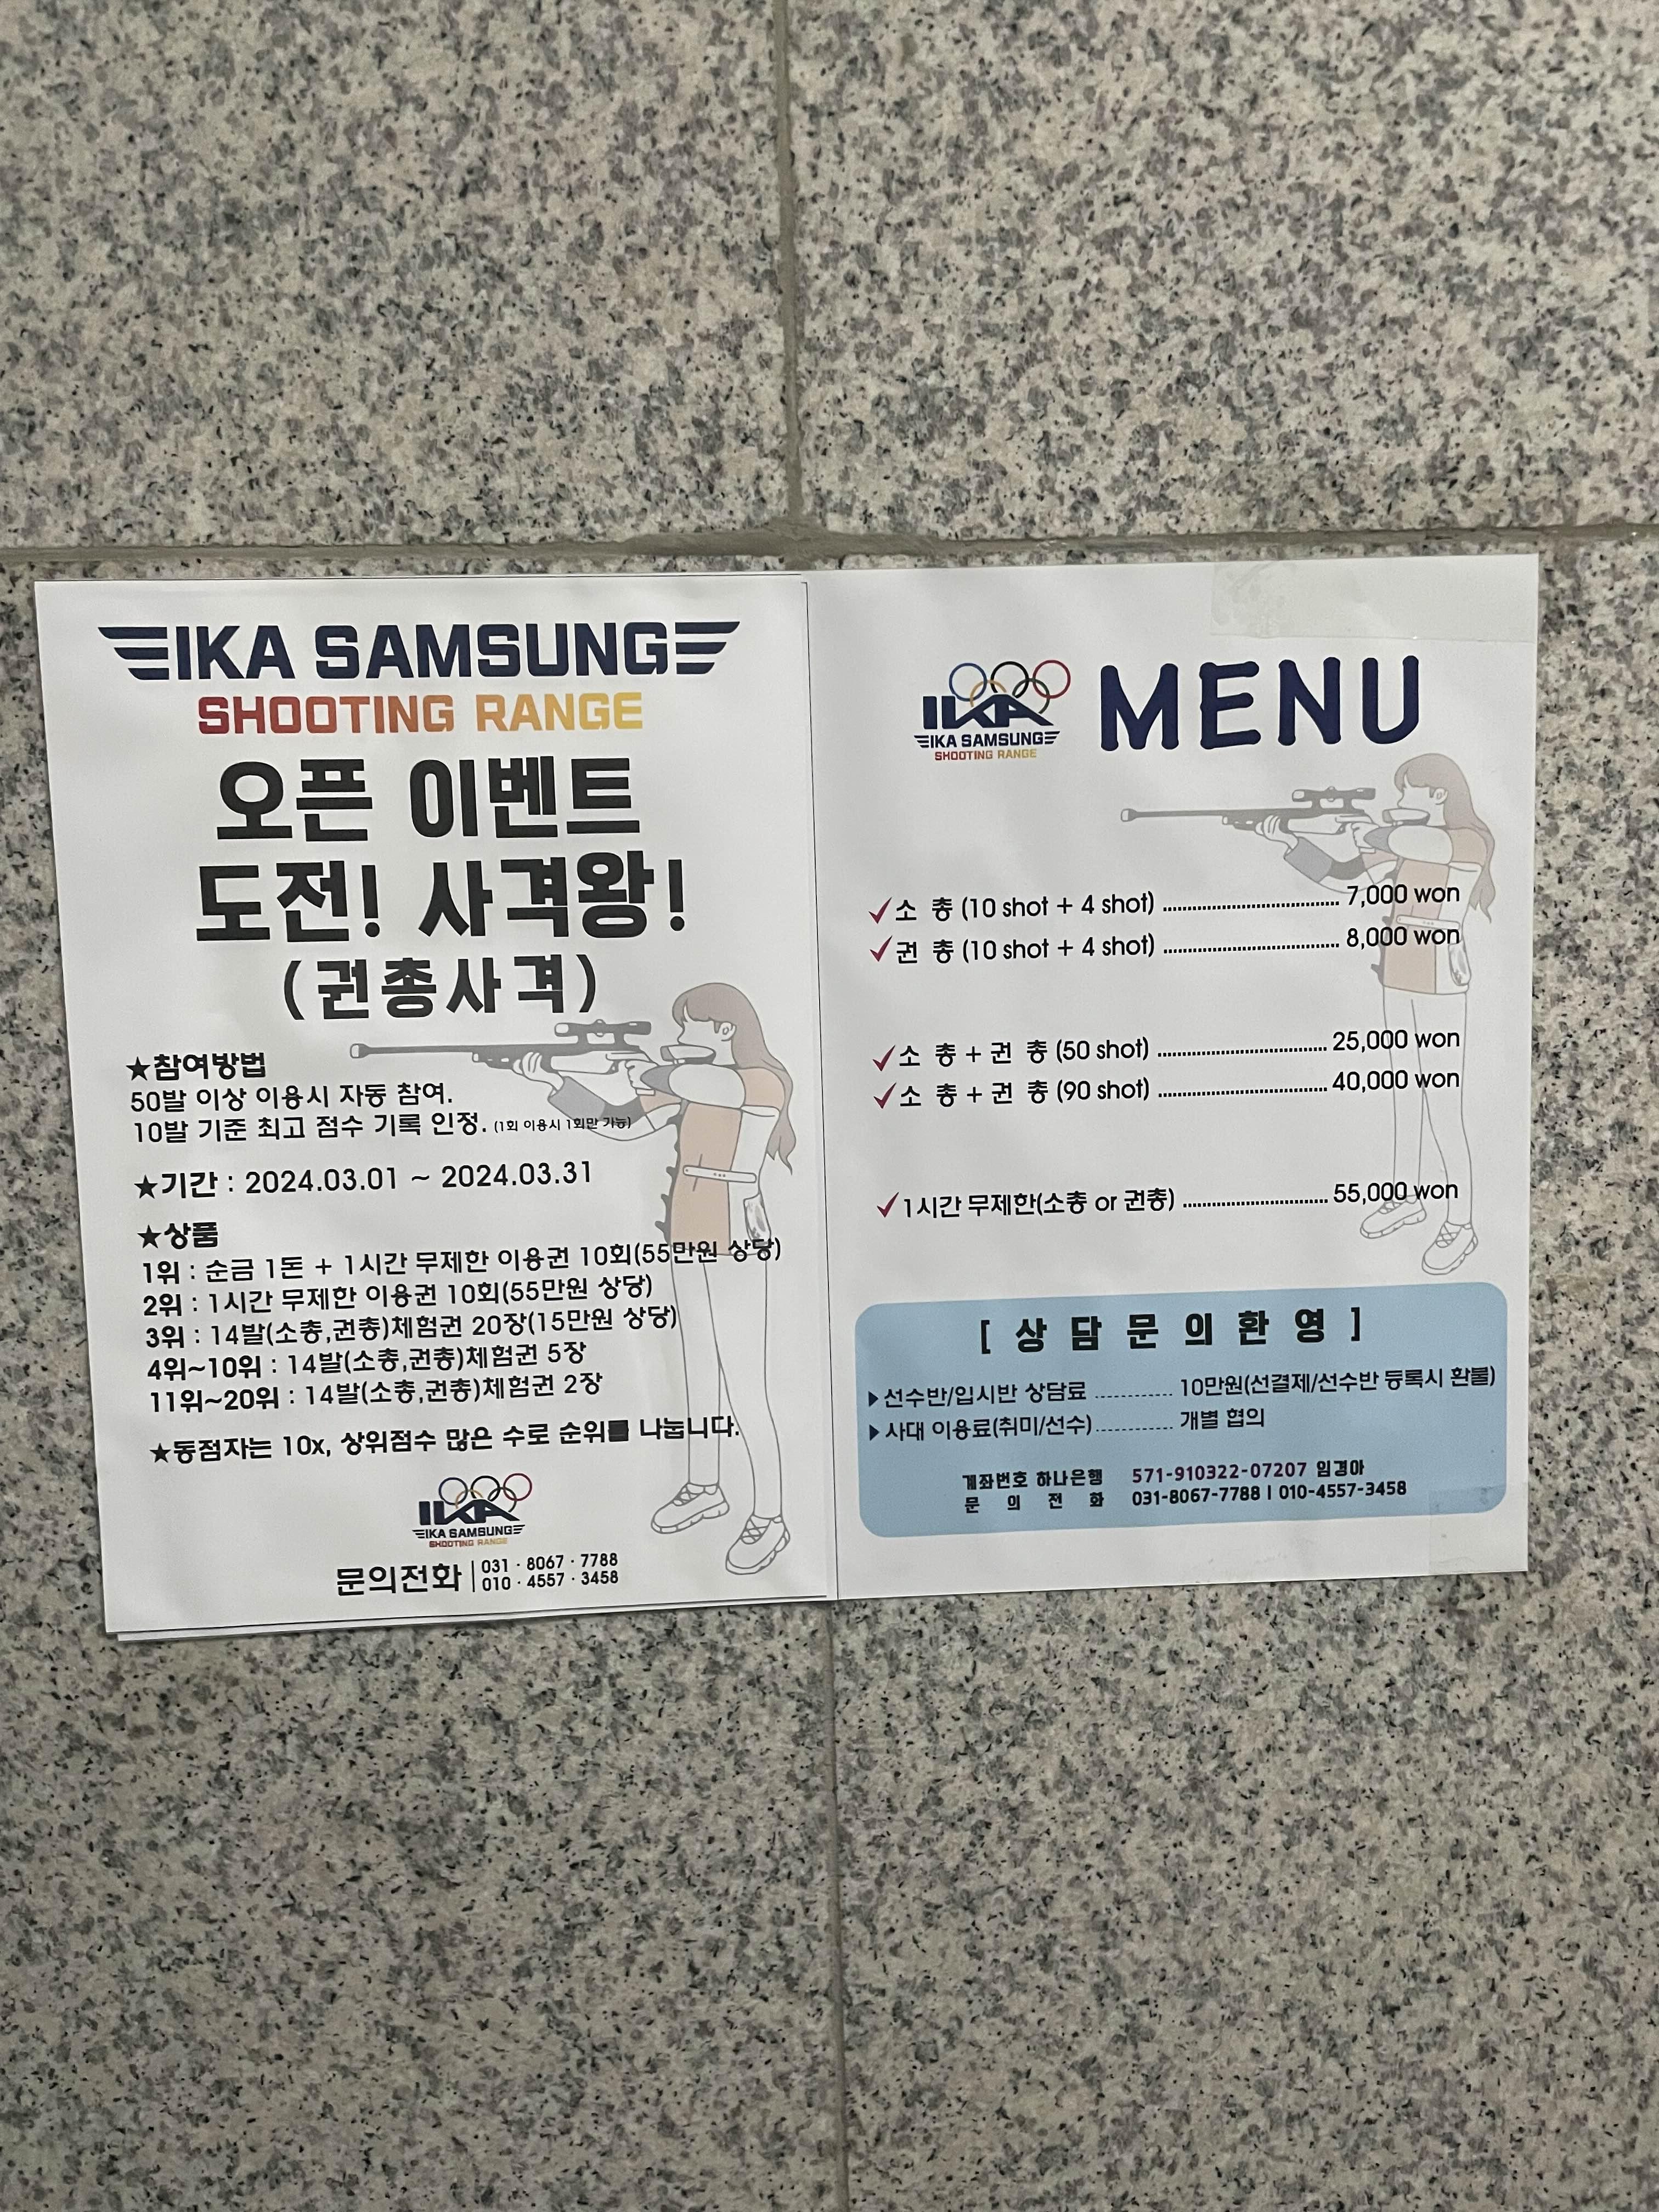 IKA SAMSUNG
SHOOTING RANGE
오픈 이벤트
도전! 사격왕!
(권총사격)
★참여방법
50발 이상 이용시 자동 참여.
10발 기준 최고 점수 기록 인정. (1회 이용시 1회만 가능)
★기간 : 2024.03.01 ~ 2024.03.31
★상품
1위 : 순금 1돈 + 1시간 무제한 이용권 10회(55만원 상당)
2위 : 1시간 무제한 이용권 10회(55만원 상당)
3위 : 14발(소총,권총)체험권 20장(15만원 상당)
4위~10위 : 14발(소총,권총)체험권 5장
11위~20위 : 14발(소총,권총)체험권 2장
★동점자는 10x, 상위점수 많은 수로 순위를 나눕니다.
IKA
IKA SAMSUNG
SHOOTING RANGE
문의전화 | 031 · 8067 · 7788
010 · 4557 · 3458
IKA
IKA SAMSUNG
SHOOTING RANGE
MENU
✓소 총 (10 shot + 4 shot) ........ 7,000 won
✓권 총 (10 shot + 4 shot) ........ 8,000 won
✓소 총 + 권 총 (50 shot) ........ 25,000 won
✓소 총 + 권 총 (90 shot) ........ 40,000 won
✓1시간 무제한(소총 or 권총) ........ 55,000 won
[ 상 담 문 의 환 영 ]
▶선수반/입시반 상담료 ........ 10만원(선결제/선수반 등록시 환불)
▶사대 이용료(취미/선수) ........ 개별 협의
계좌번호 하나은행 571-910322-07207 임경아
문 의 전 화 031-8067-7788 | 010-4557-3458